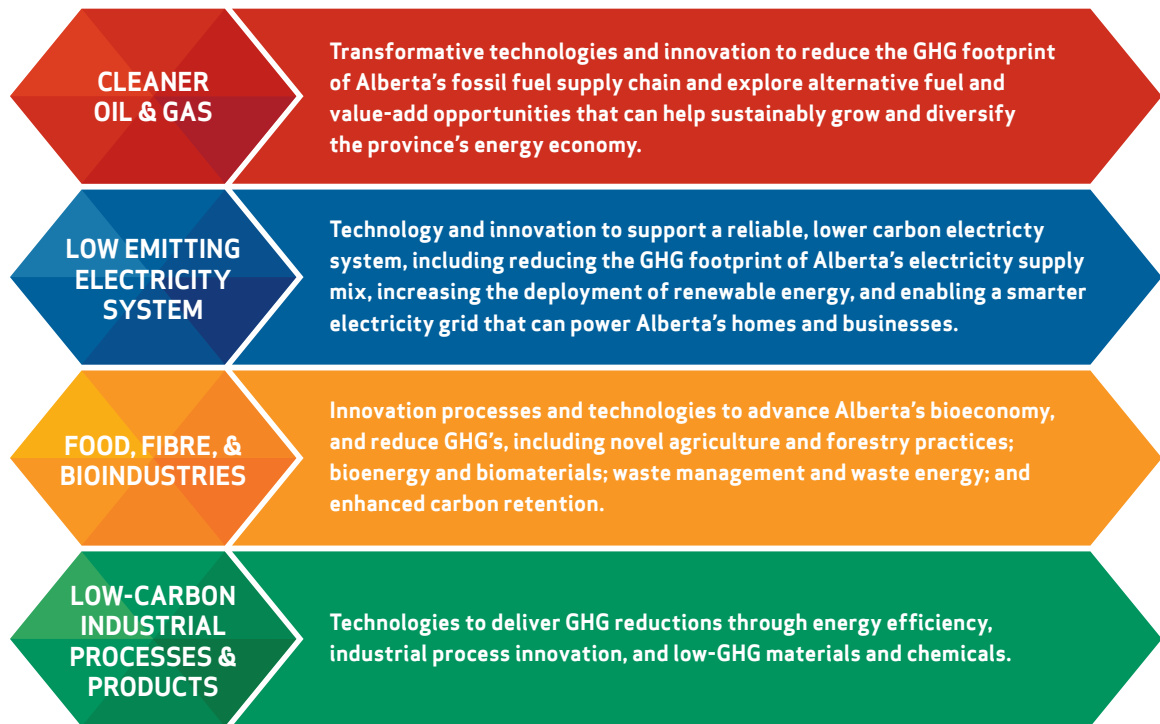 CLEANER
OIL & GAS
Transformative technologies and innovation to reduce the GHG footprint
of Alberta's fossil fuel supply chain and explore alternative fuel and
value-add opportunities that can help sustainably grow and diversify
the province's energy economy.
LOW EMITTING
ELECTRICITY
SYSTEM
Technology and innovation to support a reliable, lower carbon electricty
system, including reducing the GHG footprint of Alberta's electricity supply
mix, increasing the deployment of renewable energy, and enabling a smarter
electricity grid that can power Alberta's homes and businesses.
FOOD, FIBRE, &
BIOINDUSTRIES
Innovation processes and technologies to advance Alberta's bioeconomy,
and reduce GHG's, including novel agriculture and forestry practices;
bioenergy and biomaterials; waste management and waste energy; and
enhanced carbon retention.
LOW-CARBON
INDUSTRIAL
PROCESSES &
PRODUCTS
Technologies to deliver GHG reductions through energy efficiency,
industrial process innovation, and low-GHG materials and chemicals.